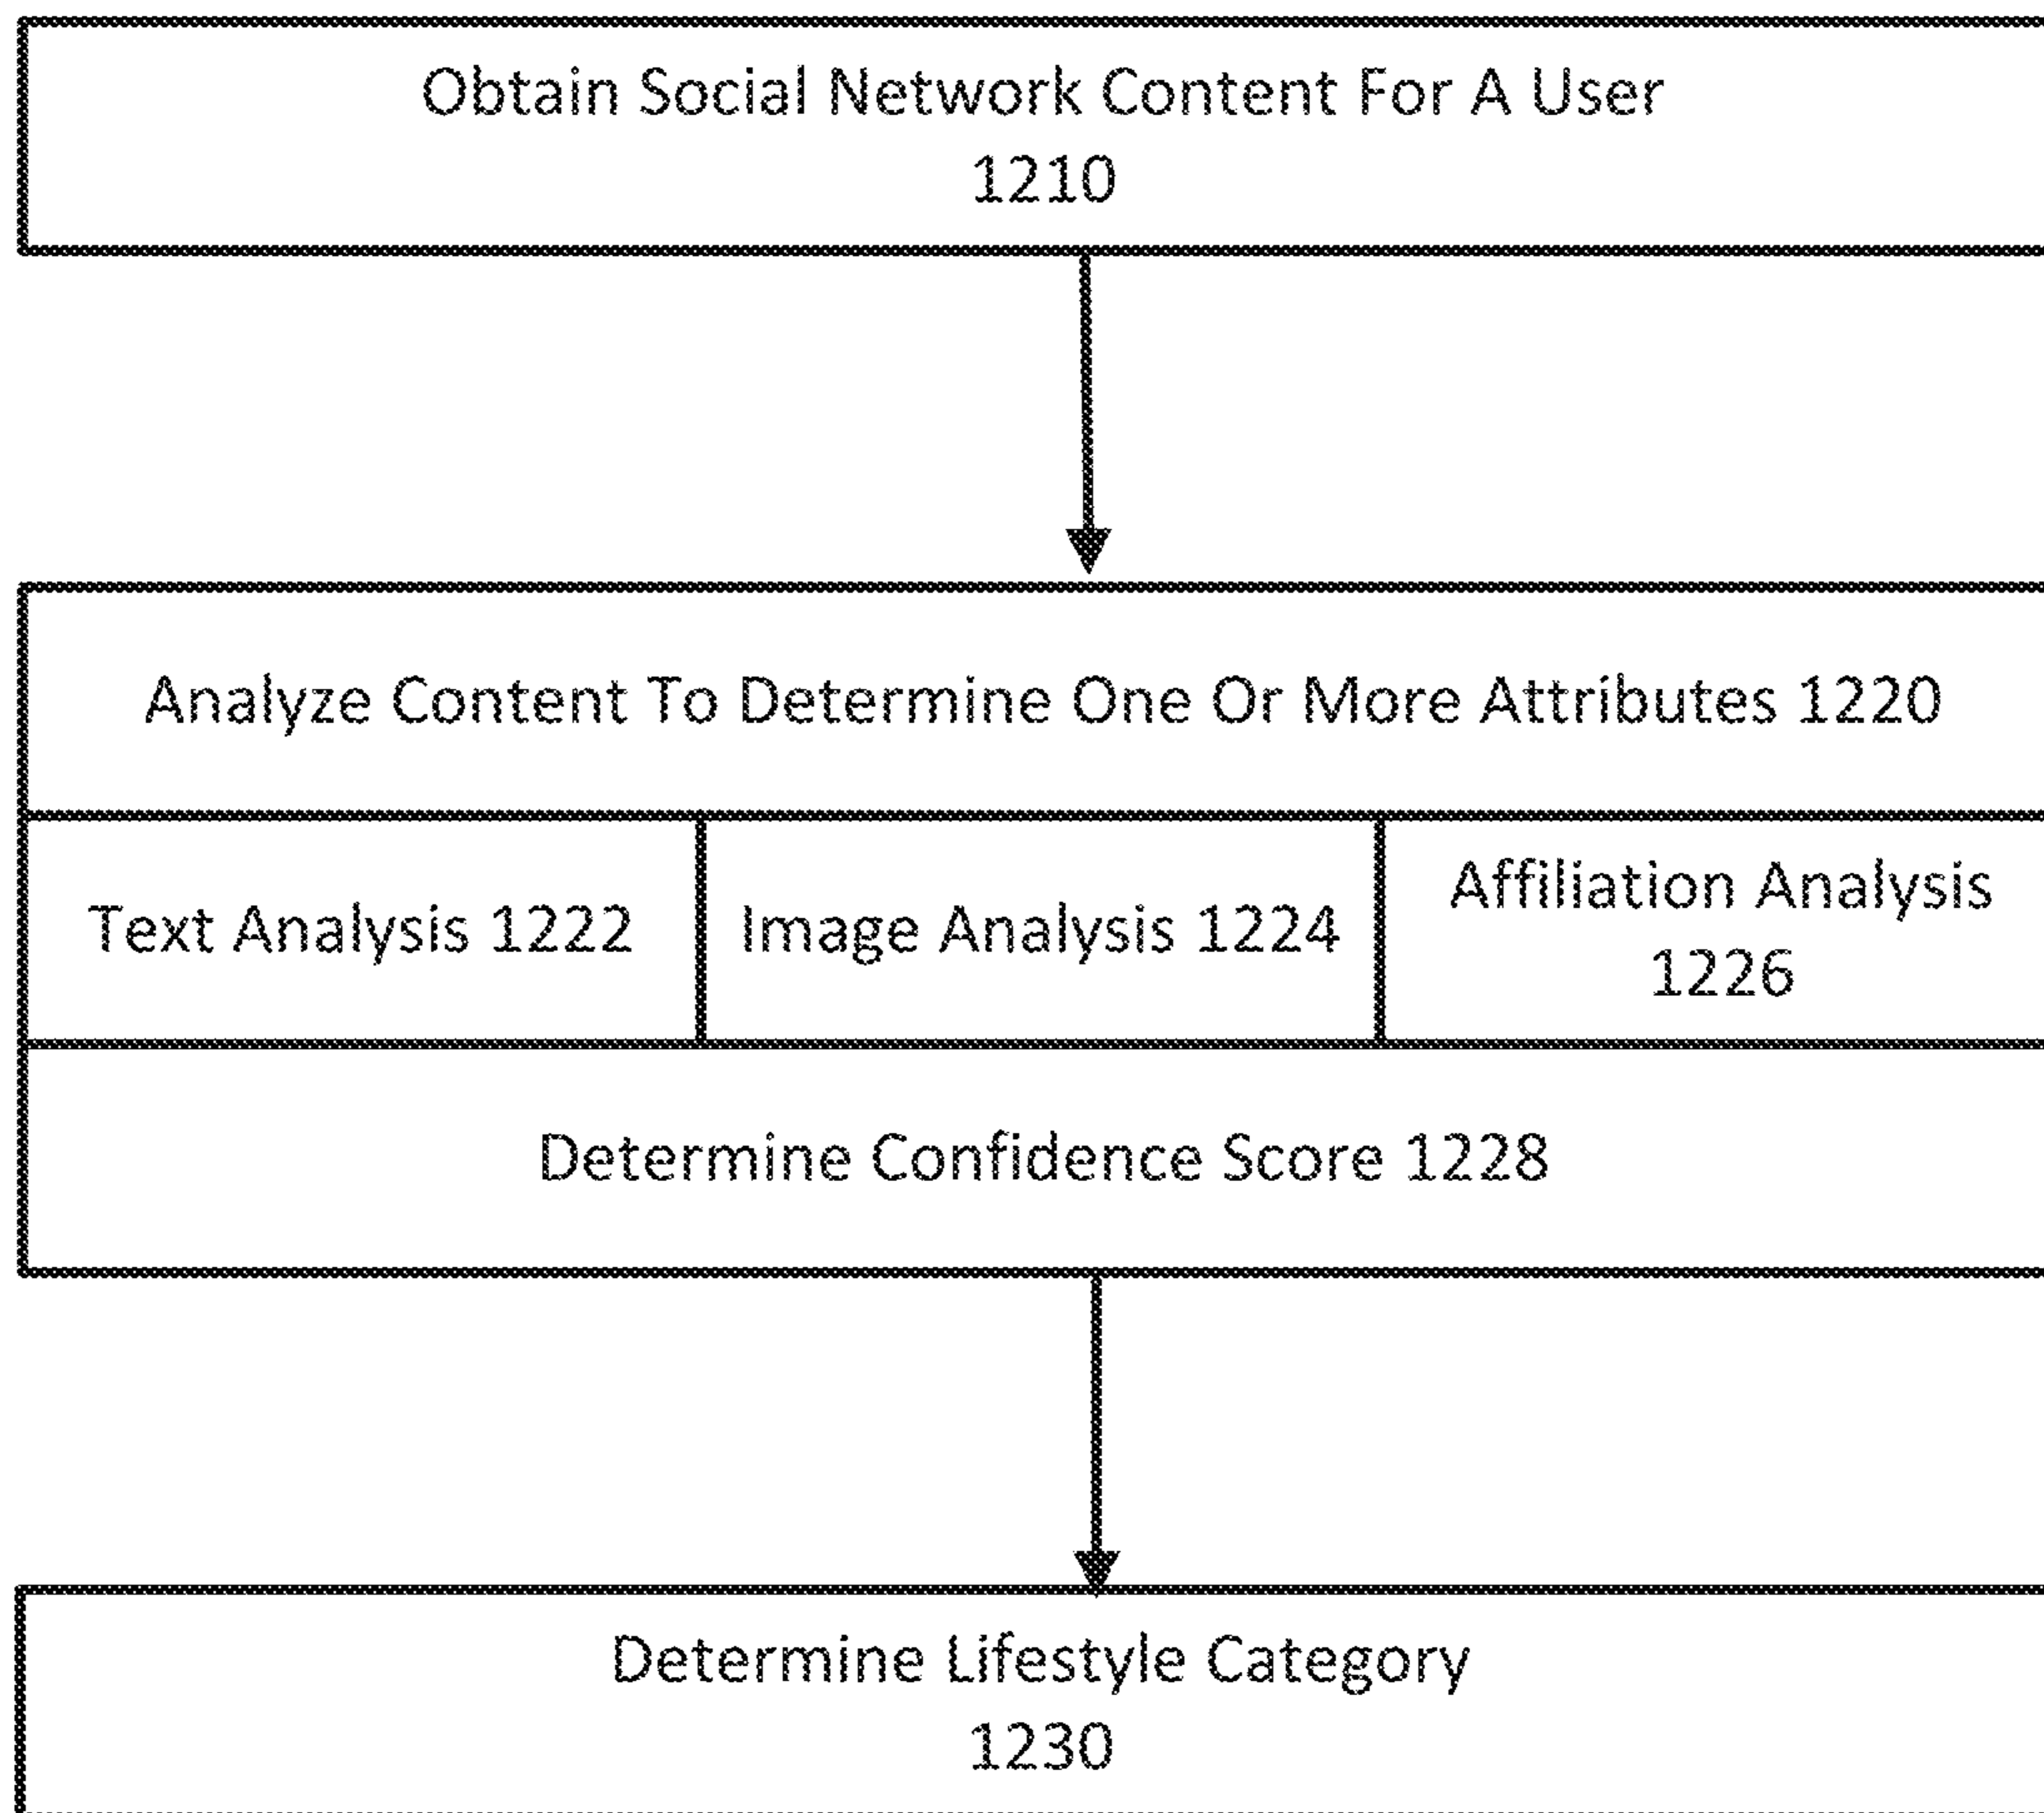 Obtain Social Network Content For A User
1210
Analyze Content To Determine One Or More Attributes 1220
Text Analysis 1222
Image Analysis 1224
Affiliation Analysis
1226
Determine Confidence Score 1228
Determine Lifestyle Category
1230